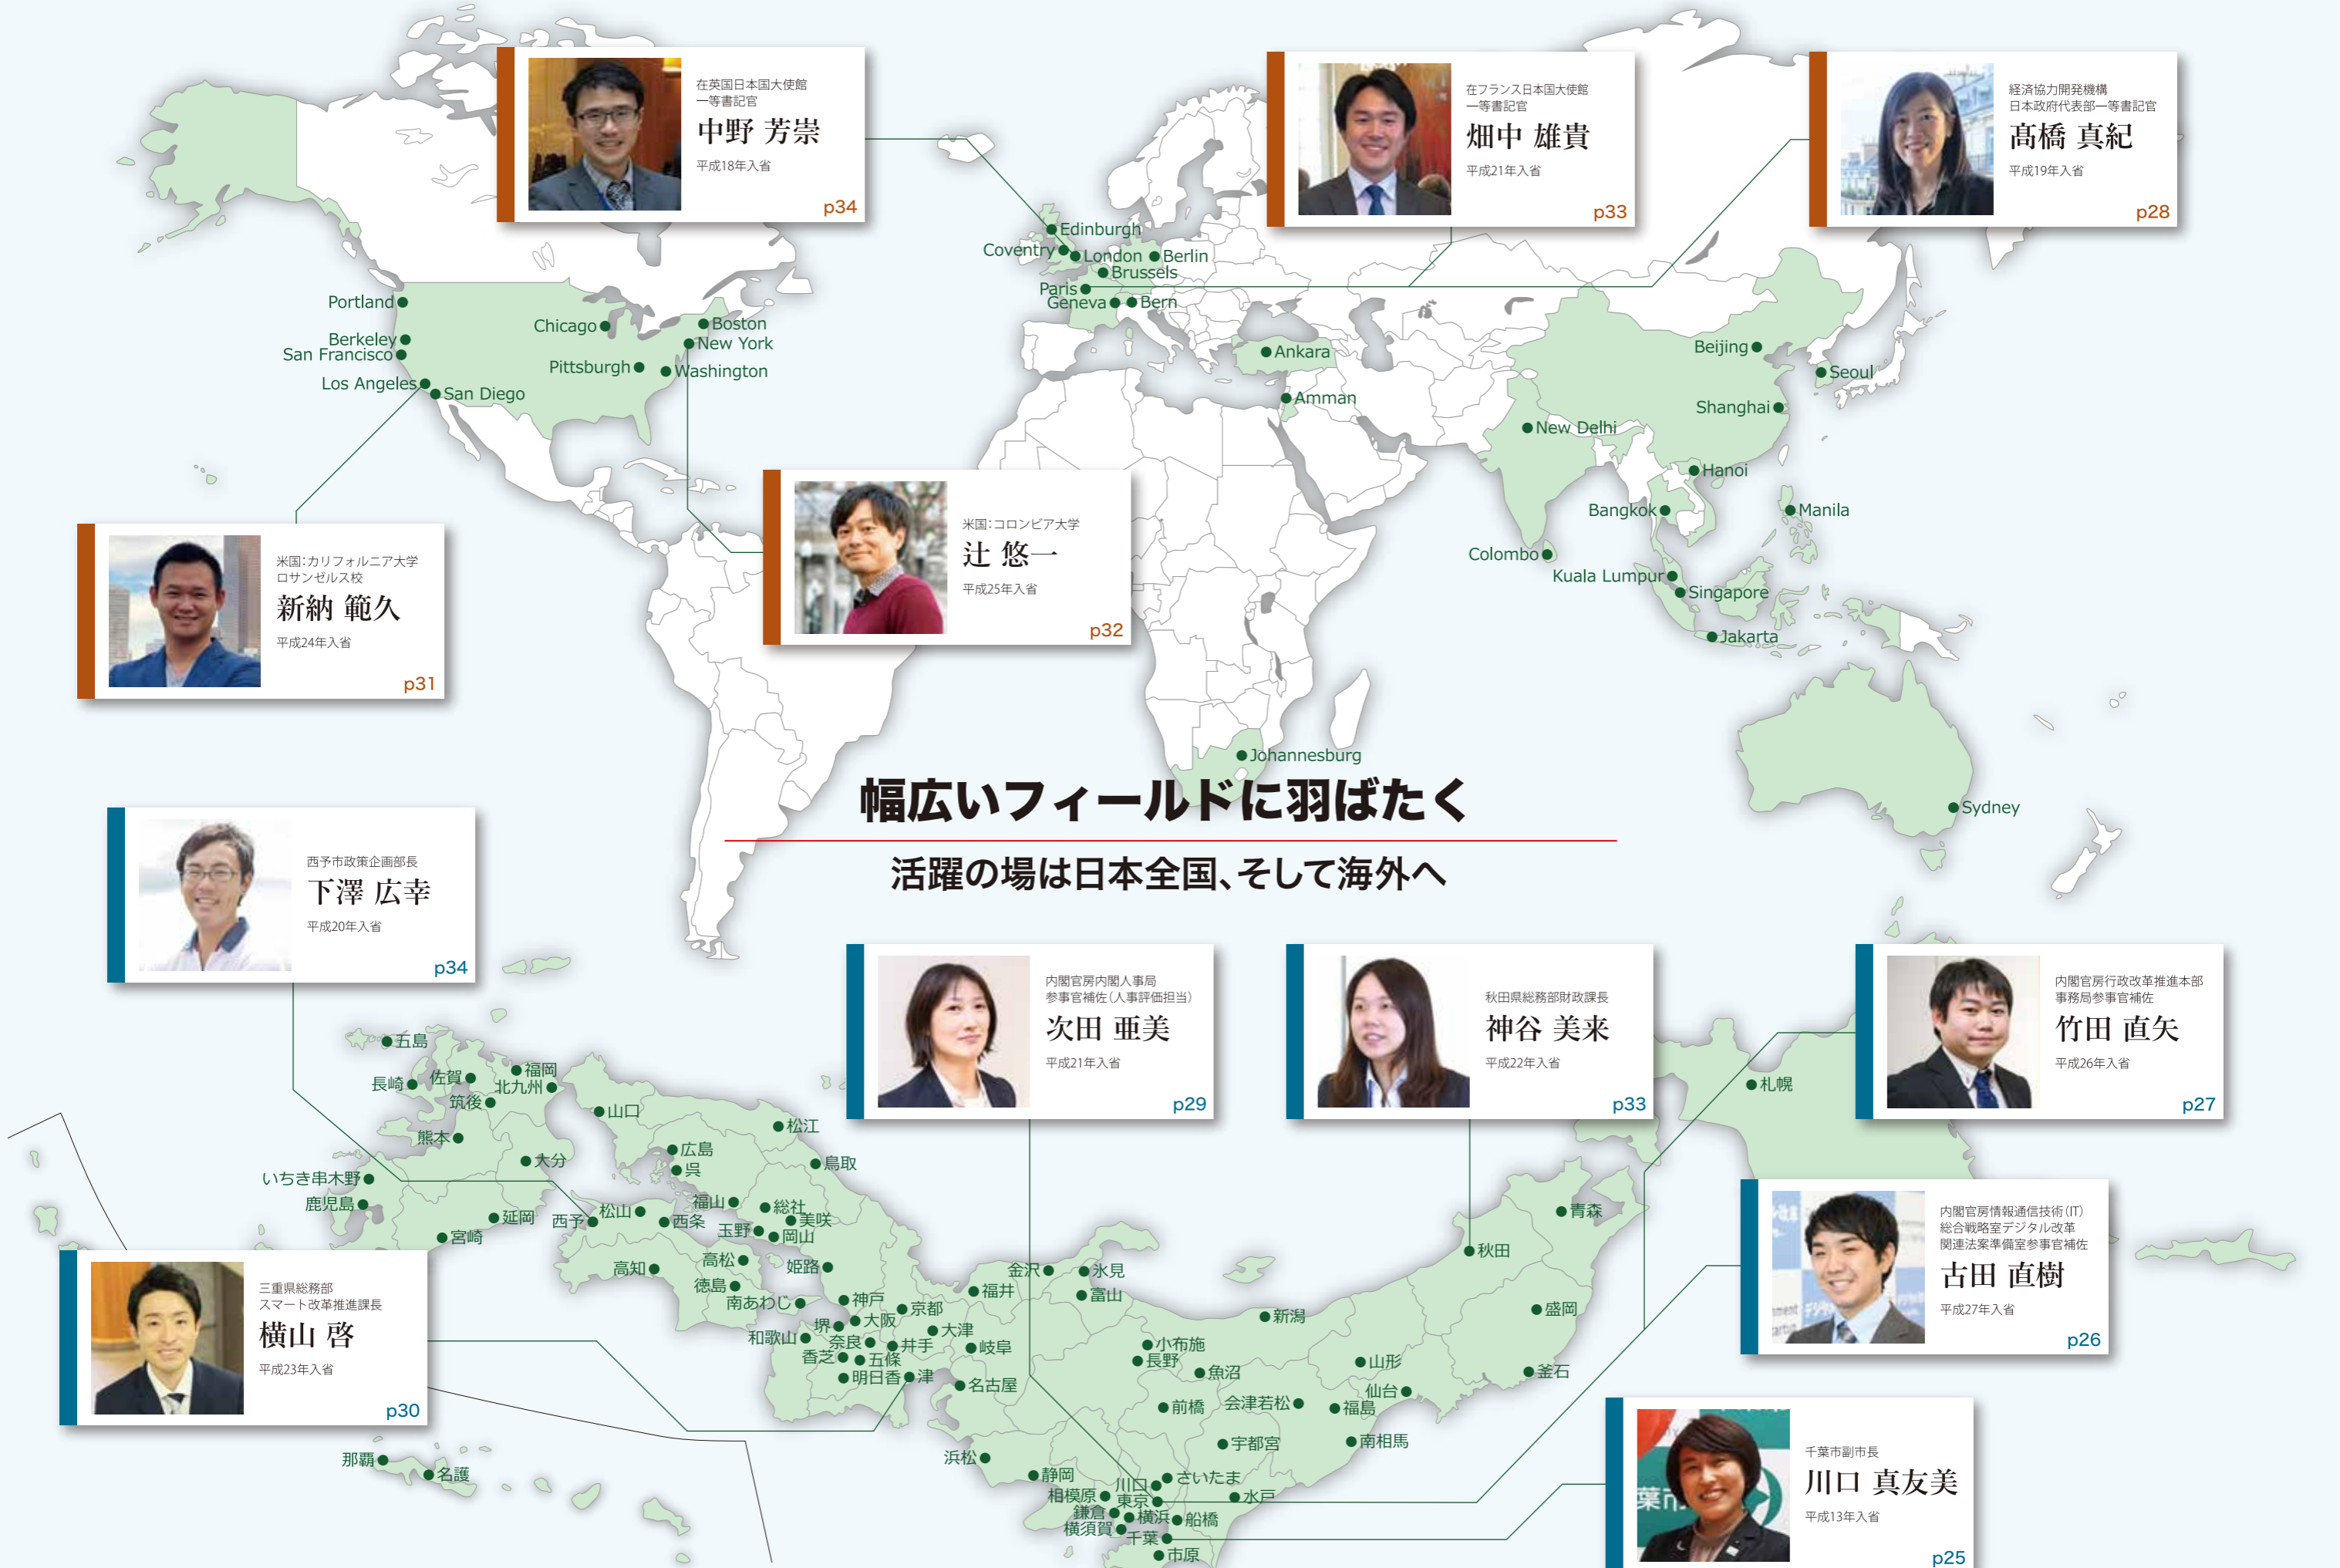 在英国日本国大使館
一等書記官
中野 芳崇
平成18年入省
p34
在フランス日本国大使館
一等書記官
畑中 雄貴
平成21年入省
p33
経済協力開発機構
日本政府代表部一等書記官
髙橋 真紀
平成19年入省
p28
Edinburgh
Coventry
London
Berlin
Brussels
Paris
Geneva
Bern
Portland
Chicago
Boston
Berkeley
New York
San Francisco
Pittsburgh
Washington
Los Angeles
San Diego
Ankara
Amman
Beijing
Seoul
Shanghai
New Delhi
Hanoi
Bangkok
Manila
Colombo
Kuala Lumpur
Singapore
Jakarta
Johannesburg
Sydney
米国：コロンビア大学
辻 悠一
平成25年入省
p32
米国：カリフォルニア大学
ロサンゼルス校
新納 範久
平成24年入省
p31
幅広いフィールドに羽ばたく
活躍の場は日本全国、そして海外へ
西予市政策企画部長
下澤 広幸
平成20年入省
p34
内閣官房内閣人事局
参事官補佐（人事評価担当）
次田 亜美
平成21年入省
p29
秋田県総務部財政課長
神谷 美来
平成22年入省
p33
内閣官房行政改革推進本部
事務局参事官補佐
竹田 直矢
平成26年入省
p27
内閣官房情報通信技術（IT）
総合戦略室デジタル改革
関連法案準備室参事官補佐
古田 直樹
平成27年入省
p26
三重県総務部
スマート改革推進課長
横山 啓
平成23年入省
p30
千葉市副市長
川口 真友美
平成13年入省
p25
葉市
五島
長崎
佐賀
福岡
北九州
筑後
熊本
大分
いちき串木野
鹿児島
延岡
宮崎
山口
松江
広島
呉
鳥取
福山
総社
美咲
玉野
岡山
西予
松山
西条
高松
高知
徳島
姫路
南あわじ
神戸
京都
堺
大阪
大津
和歌山
奈良
井手
香芝
五條
明日香
津
岐阜
名古屋
福井
金沢
氷見
富山
新潟
小布施
長野
魚沼
前橋
会津若松
宇都宮
山形
仙台
福島
南相馬
秋田
青森
盛岡
釜石
札幌
浜松
静岡
川口
さいたま
相模原
東京
水戸
鎌倉
横浜
船橋
横須賀
千葉
市原
那覇
名護